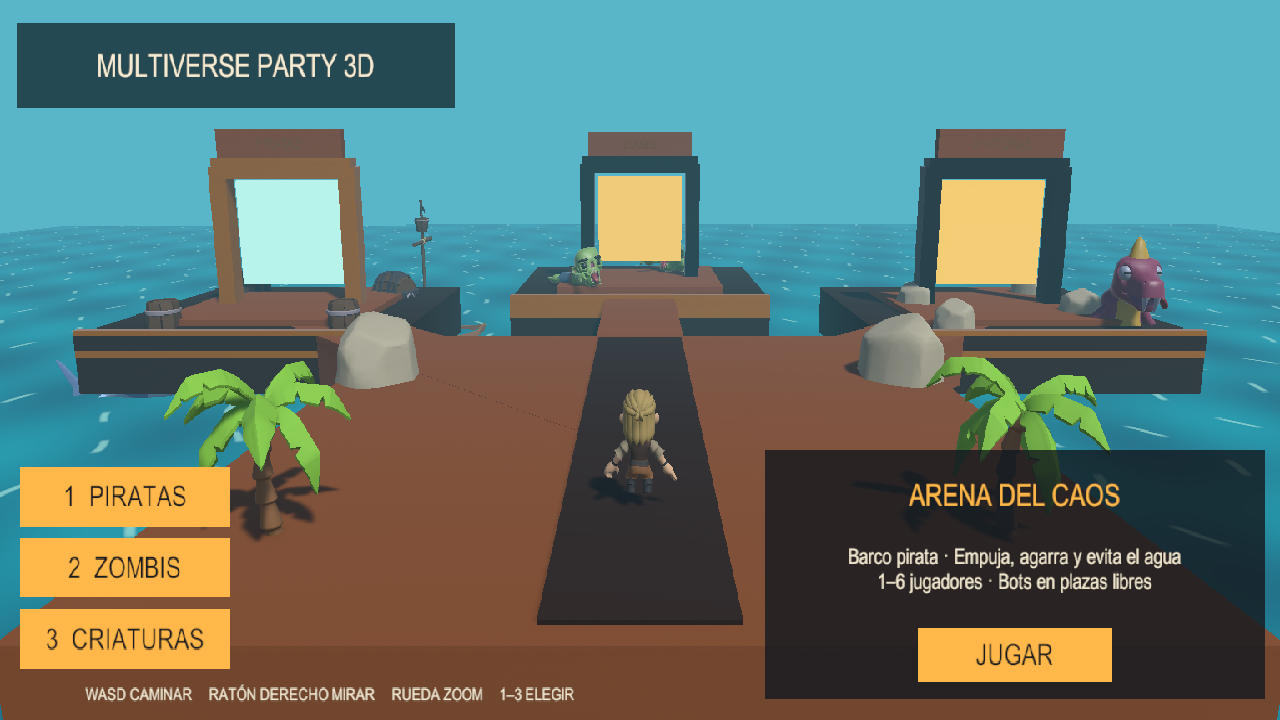 MULTIVERSE PARTY 3D
1 PIRATAS
2 ZOMBIS
3 CRIATURAS
WASD CAMINAR RATÓN DERECHO MIRAR RUEDA ZOOM 1–3 ELEGIR
ARENA DEL CAOS
Barco pirata · Empuja, agarra y evita el agua
1–6 jugadores · Bots en plazas libres
JUGAR